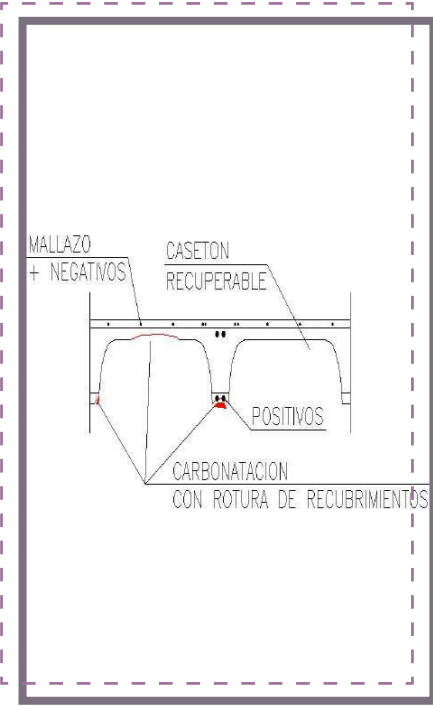 MALLAZO
+ NEGATIVOS
CASETON
RECUPERABLE
POSITIVOS
CARBONATACION
CON ROTURA DE RECUBRIMIENTOS